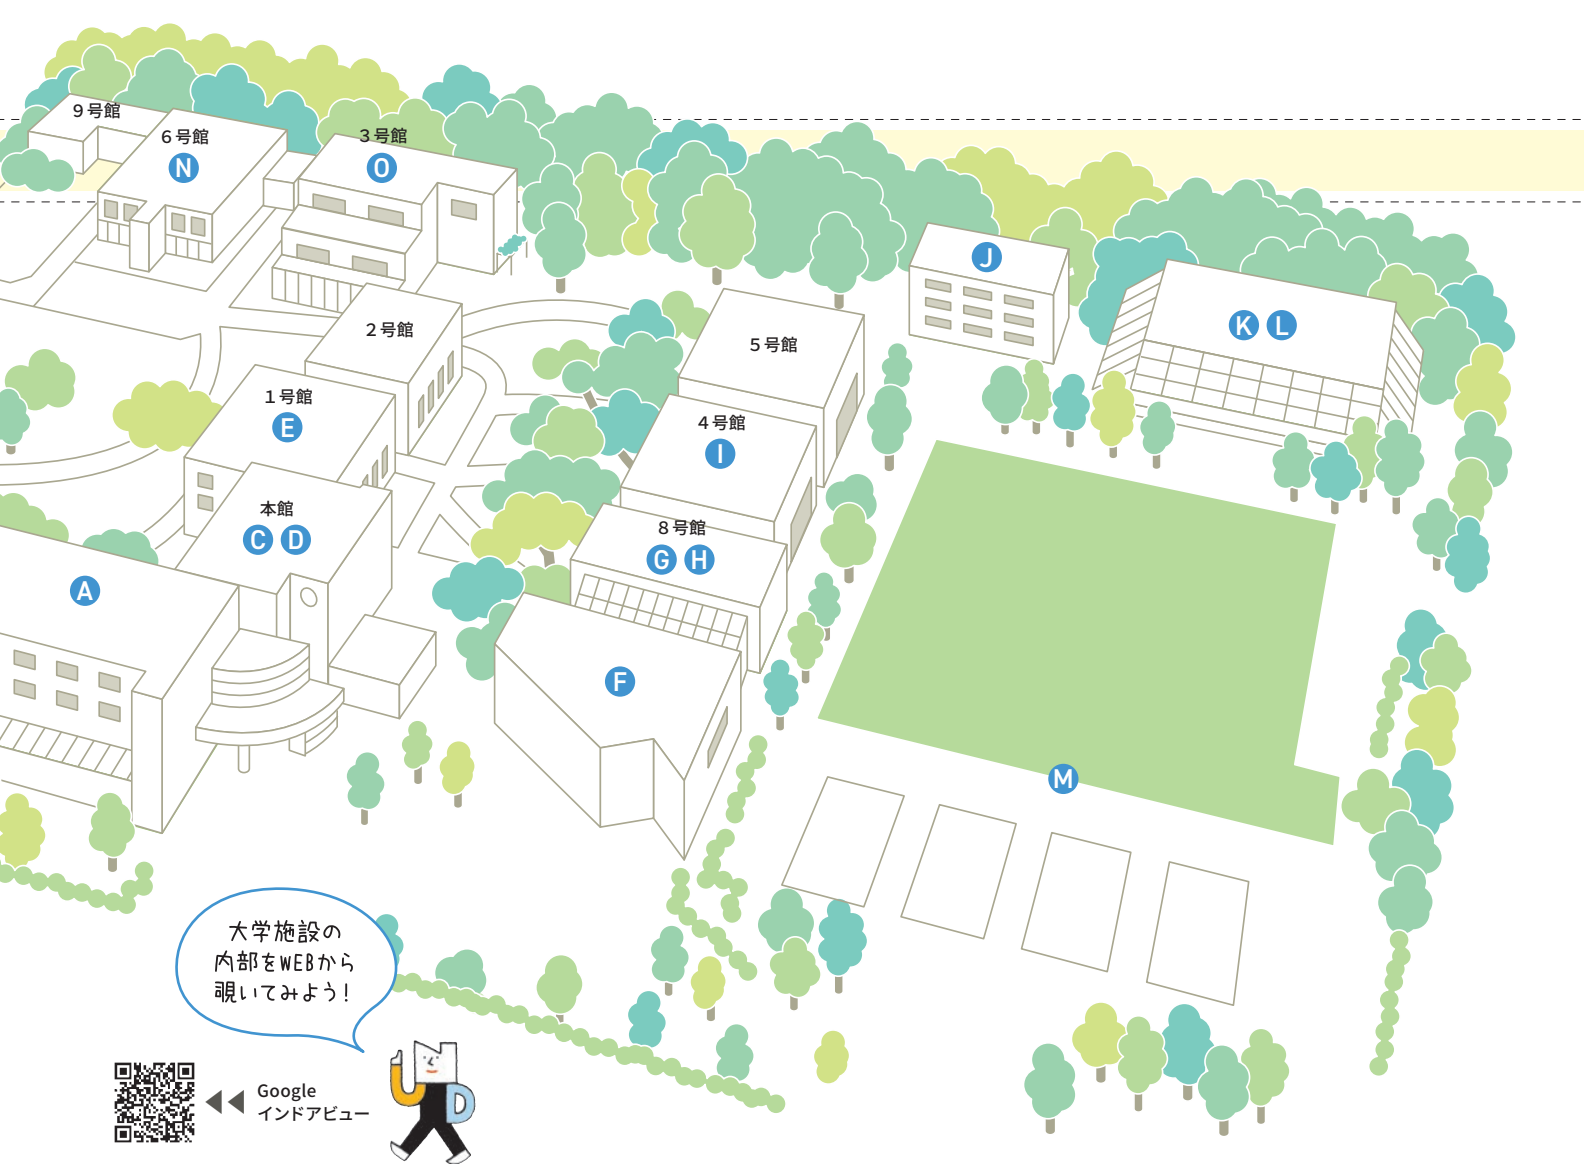 ９号館
６号館
N
３号館
O
J
２号館
K L
５号館
１号館
E
４号館
I
本館
C D
８号館
G H
A
F
M
大学施設の
内部をWEBから
覗いてみよう！
Google
インドアビュー
U
D